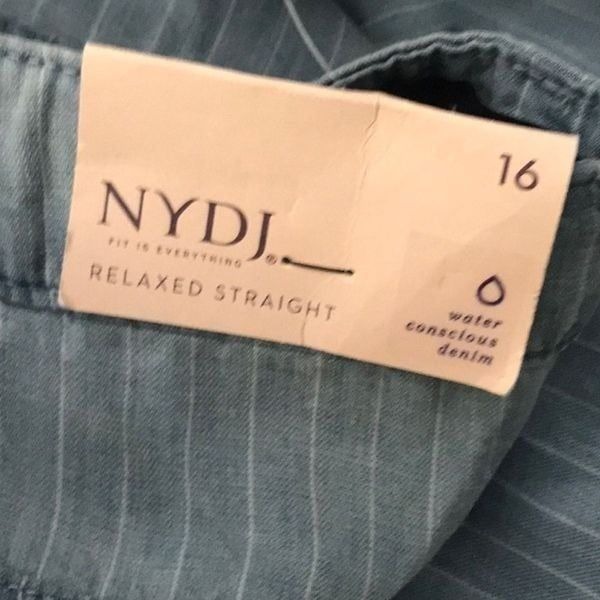 16
NYDJ®
FIT IS EVERYTHING
RELAXED STRAIGHT
water
conscious
denim